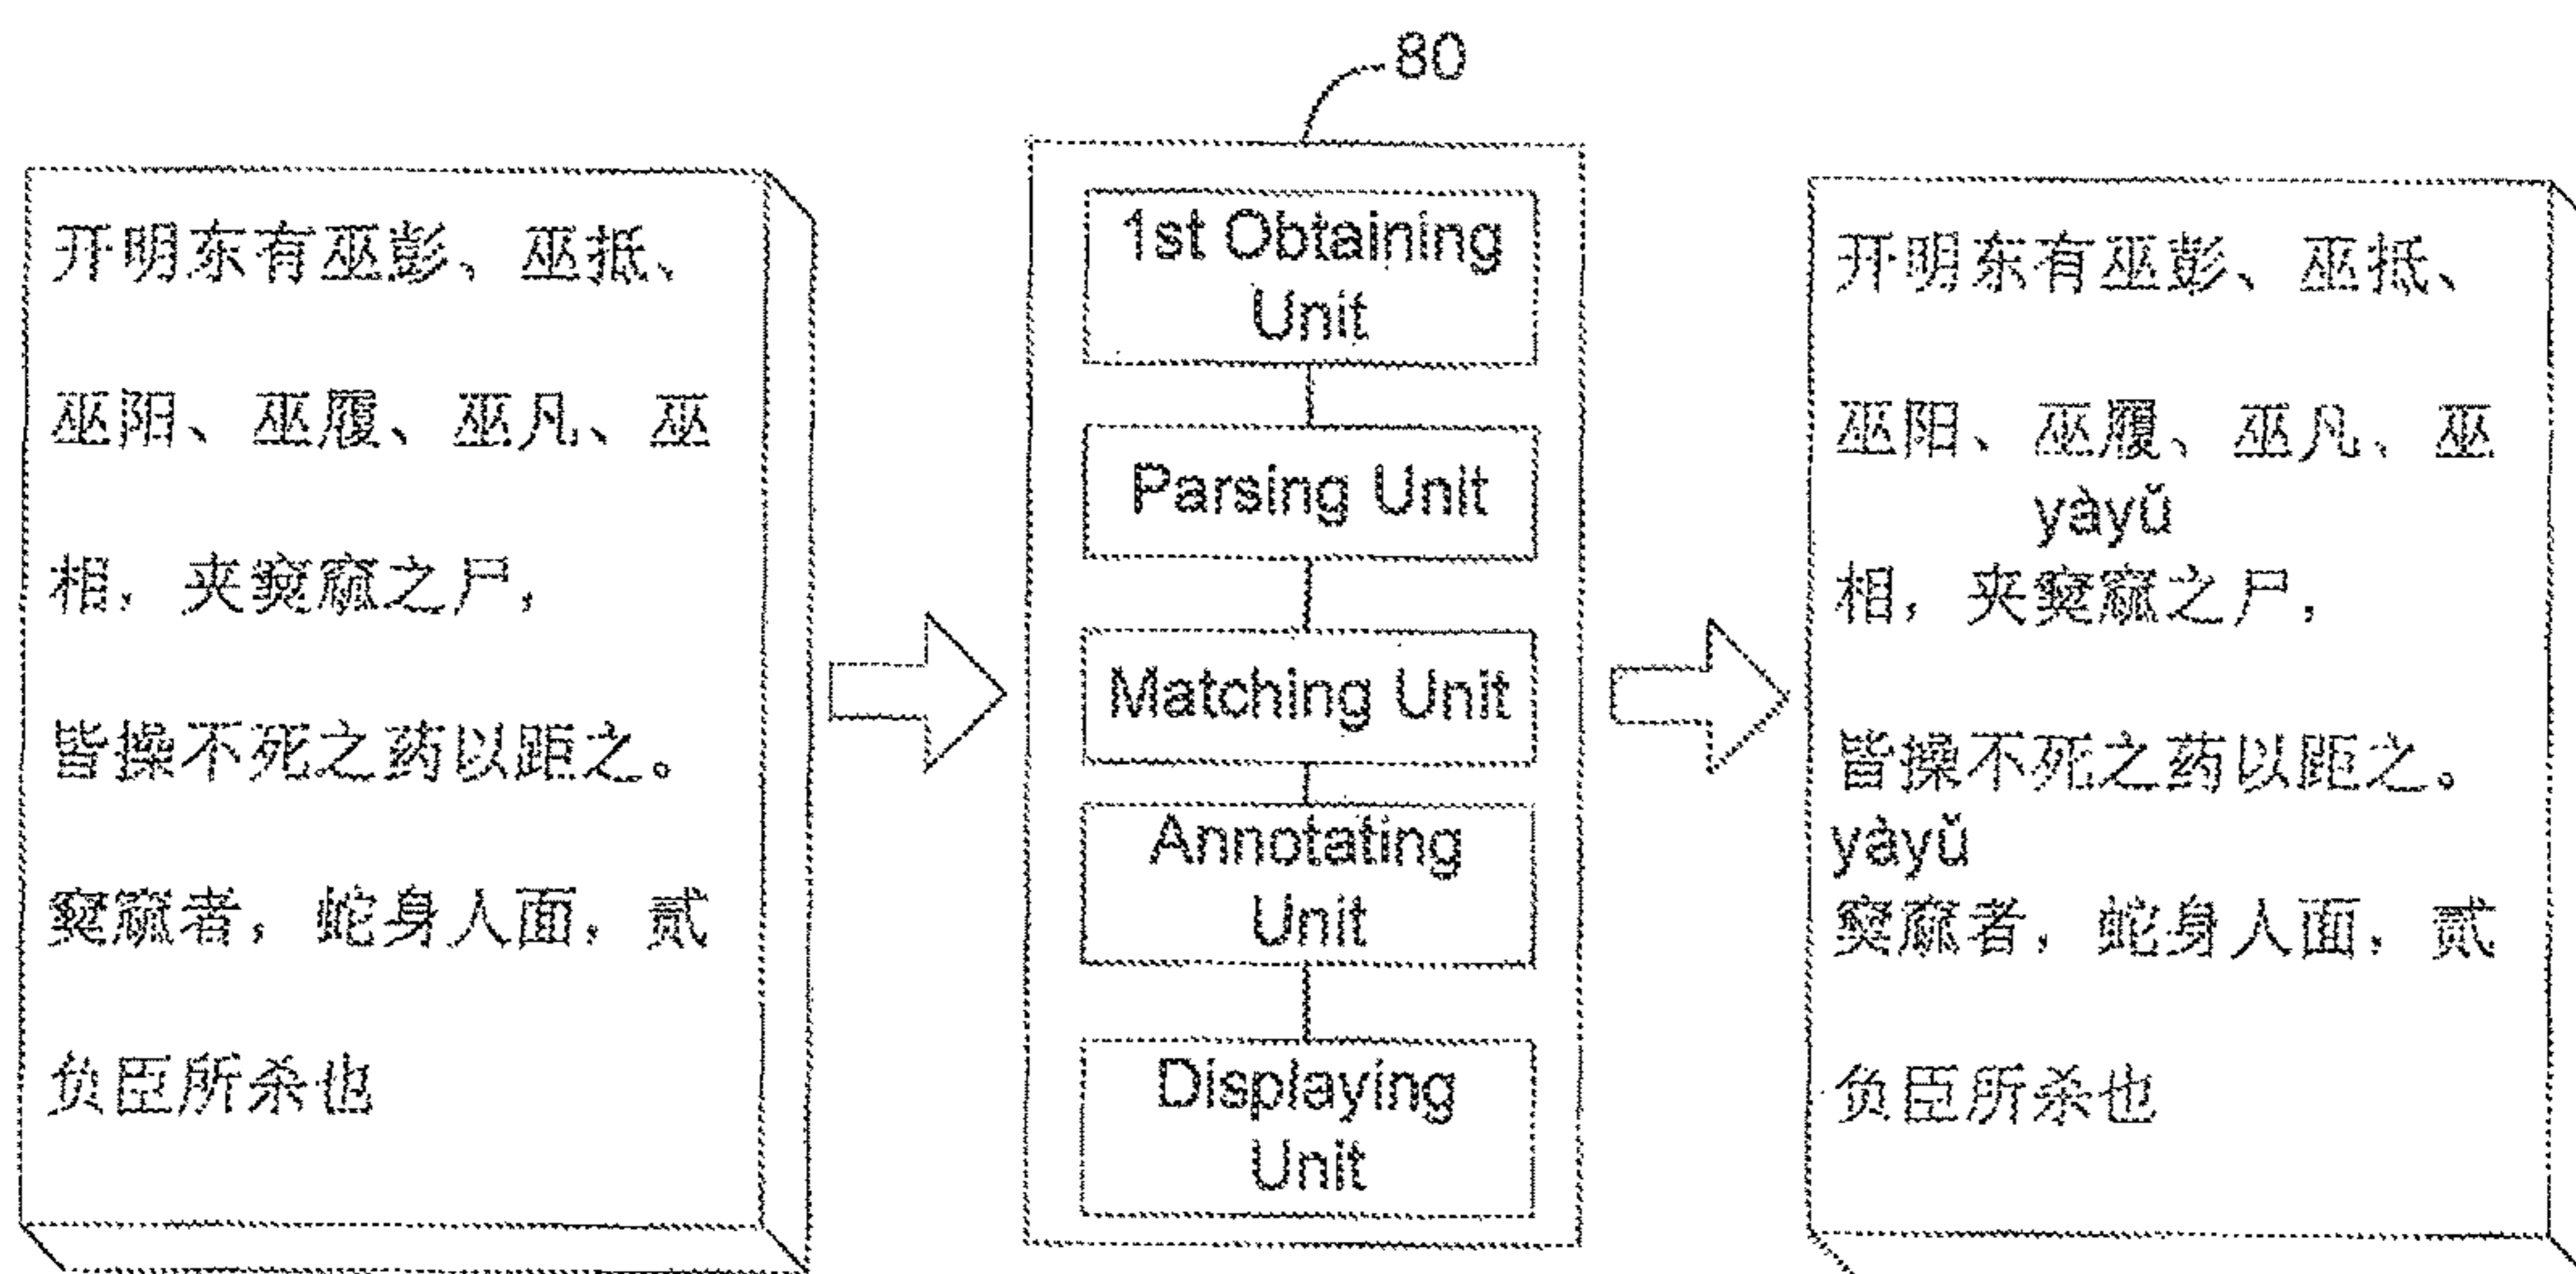 80
开明东有巫彭、巫抵、
巫阳、巫履、巫凡、巫
相，夹窫窳之尸，
皆操不死之药以距之。
窫窳者，蛇身人面，贰
负臣所杀也
1st Obtaining
Unit
Parsing Unit
Matching Unit
Annotating
Unit
Displaying
Unit
开明东有巫彭、巫抵、
巫阳、巫履、巫凡、巫
yàyǔ
相，夹窫窳之尸，
皆操不死之药以距之。
yàyǔ
窫窳者，蛇身人面，贰
负臣所杀也